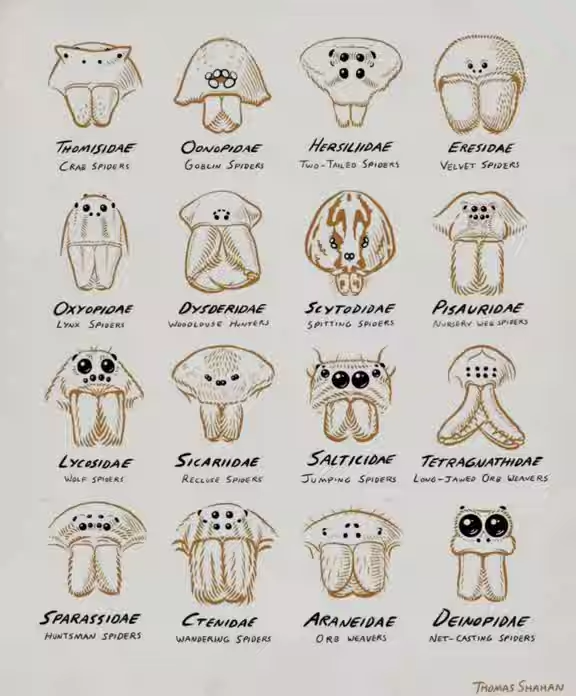 THOMISIDAE OONOPIDAE HERSILIIDAE ERESIDAE
CRAB SPIDERS GOBLIN SPIDERS TWO-TAILED SPIDERS VELVET SPIDERS
OXYOPIDAE DYSDERIDAE SCYTODIDAE PISAURIDAE
LYNX SPIDERS WOODLOUSE HUNTERS SPITTING SPIDERS NURSERY WEB SPIDERS
LYCOSIDAE SICARIIDAE SALTICIDAE TETRAGNATHIDAE
WOLF SPIDERS RECLUSE SPIDERS JUMPING SPIDERS LONG-JAWED ORB WEAVERS
SPARASSIDAE CTENIDAE ARANEIDAE DEINOPIDAE
HUNTSMAN SPIDERS WANDERING SPIDERS ORB WEAVERS NET-CASTING SPIDERS
THOMAS SHAHAN